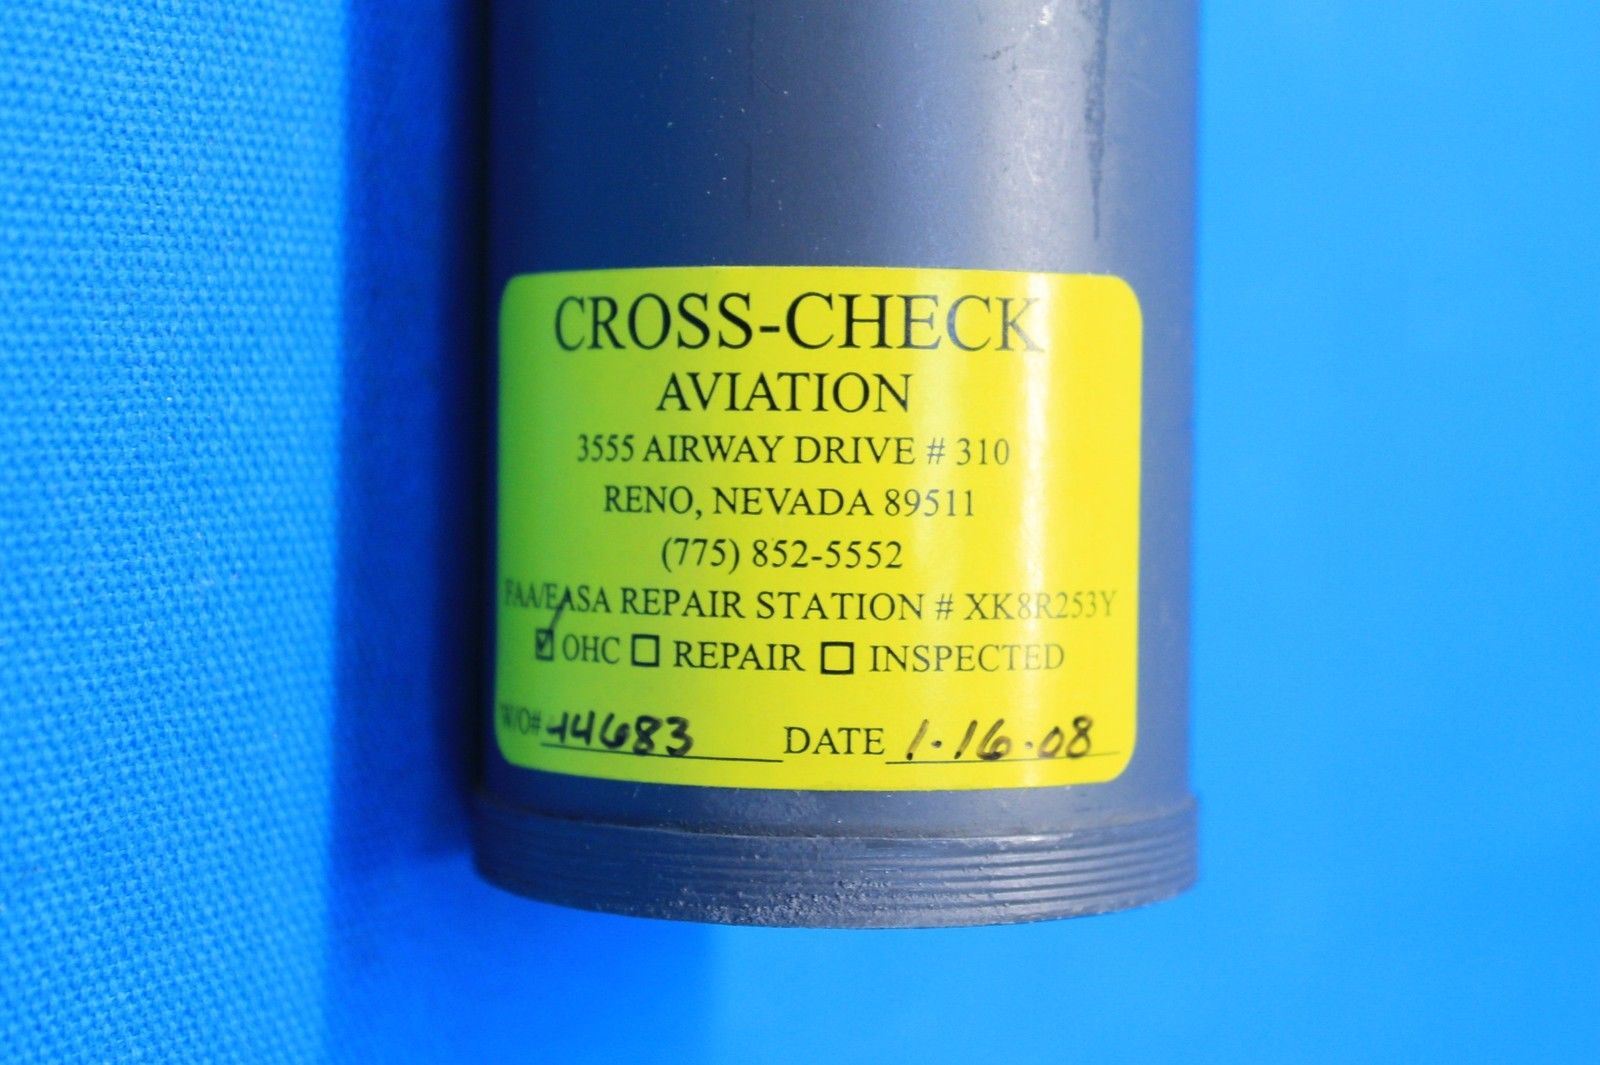 CROSS-CHECK
AVIATION
3555 AIRWAY DRIVE # 310
RENO, NEVADA 89511
(775) 852-5552
FAA/EASA REPAIR STATION # XK8R253Y
☑ OHC ☐ REPAIR ☐ INSPECTED
W/O# 14683 DATE 1·16·08